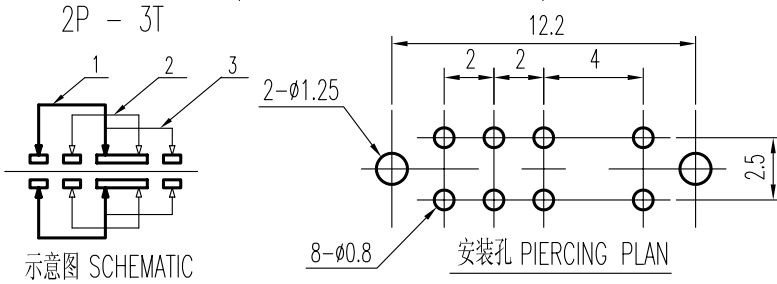 2P - 3T
1 2 3
示意图 SCHEMATIC
12.2
2 2 4
2-ø1.25
2.5
8-ø0.8
安装孔 PIERCING PLAN